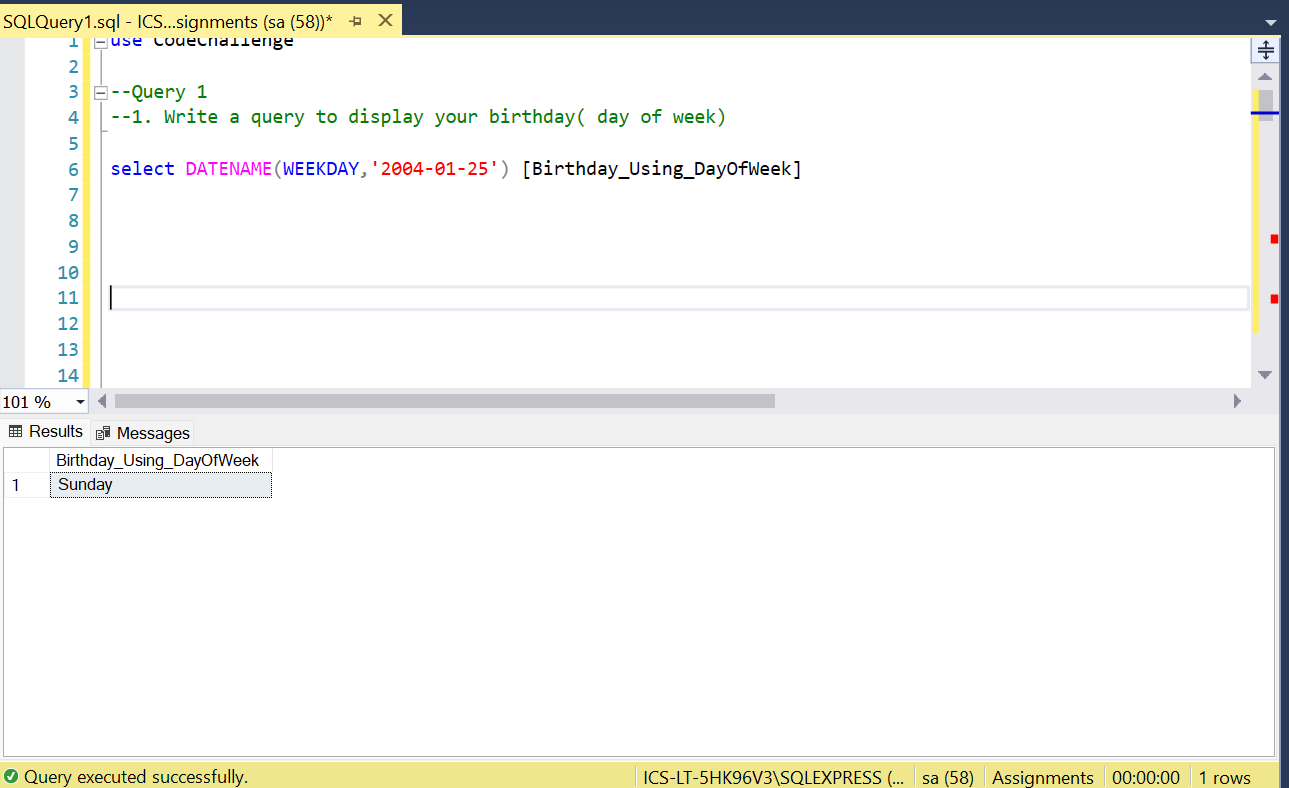 SQLQuery1.sql - ICS...signments (sa (58))*
1 use CodeChallenge
2
3 --Query 1
4 --1. Write a query to display your birthday( day of week)
5
6 select DATENAME(WEEKDAY,'2004-01-25') [Birthday_Using_DayOfWeek]
7
8
9
10
11
12
13
14
101 %
Results Messages
Birthday_Using_DayOfWeek
1 Sunday
Query executed successfully. ICS-LT-5HK96V3\SQLEXPRESS (... sa (58) Assignments 00:00:00 1 rows